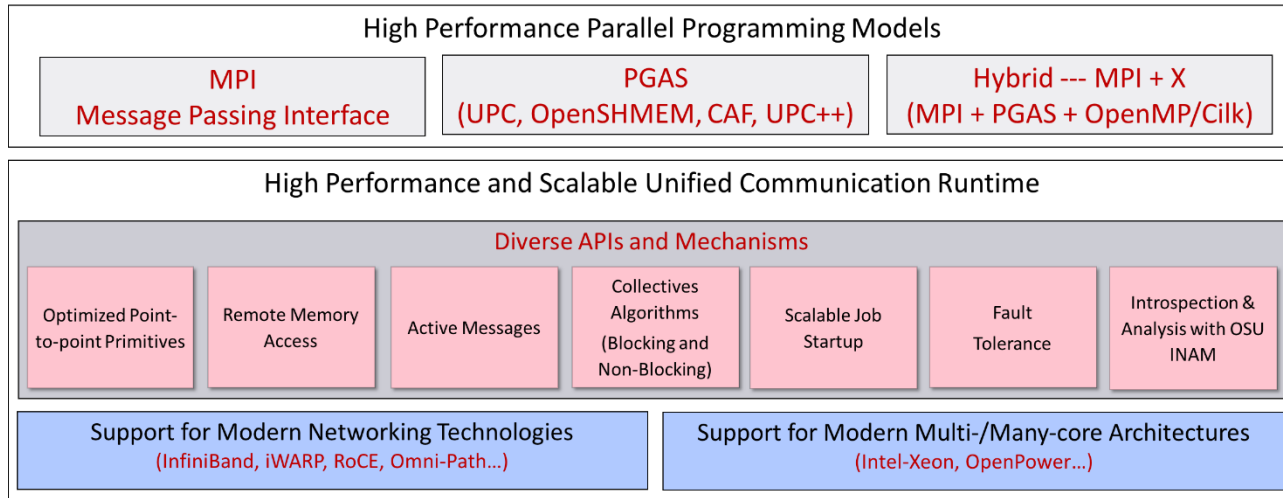 High Performance Parallel Programming Models
MPI
Message Passing Interface
PGAS
(UPC, OpenSHMEM, CAF, UPC++)
Hybrid --- MPI + X
(MPI + PGAS + OpenMP/Cilk)
High Performance and Scalable Unified Communication Runtime
Diverse APIs and Mechanisms
Optimized Point-
to-point Primitives
Remote Memory
Access
Active Messages
Collectives
Algorithms
(Blocking and
Non-Blocking)
Scalable Job
Startup
Fault
Tolerance
Introspection &
Analysis with OSU
INAM
Support for Modern Networking Technologies
(InfiniBand, iWARP, RoCE, Omni-Path...)
Support for Modern Multi-/Many-core Architectures
(Intel-Xeon, OpenPower...)